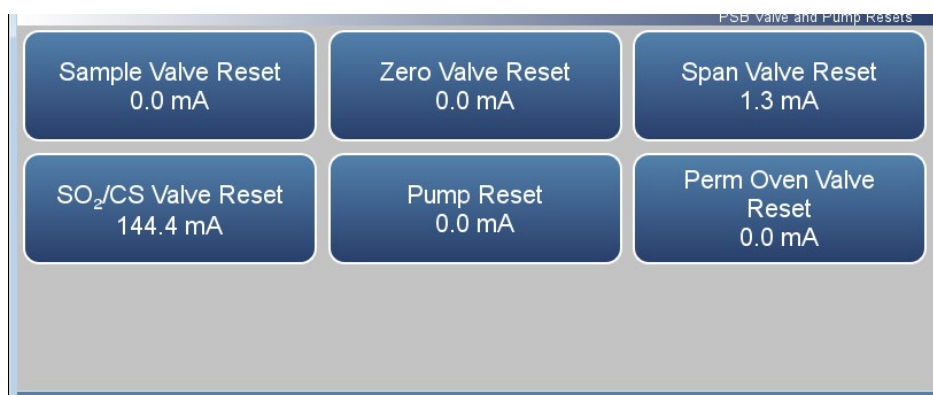 PSB Valve and Pump Resets
Sample Valve Reset
0.0 mA
Zero Valve Reset
0.0 mA
Span Valve Reset
1.3 mA
SO₂/CS Valve Reset
144.4 mA
Pump Reset
0.0 mA
Perm Oven Valve
Reset
0.0 mA